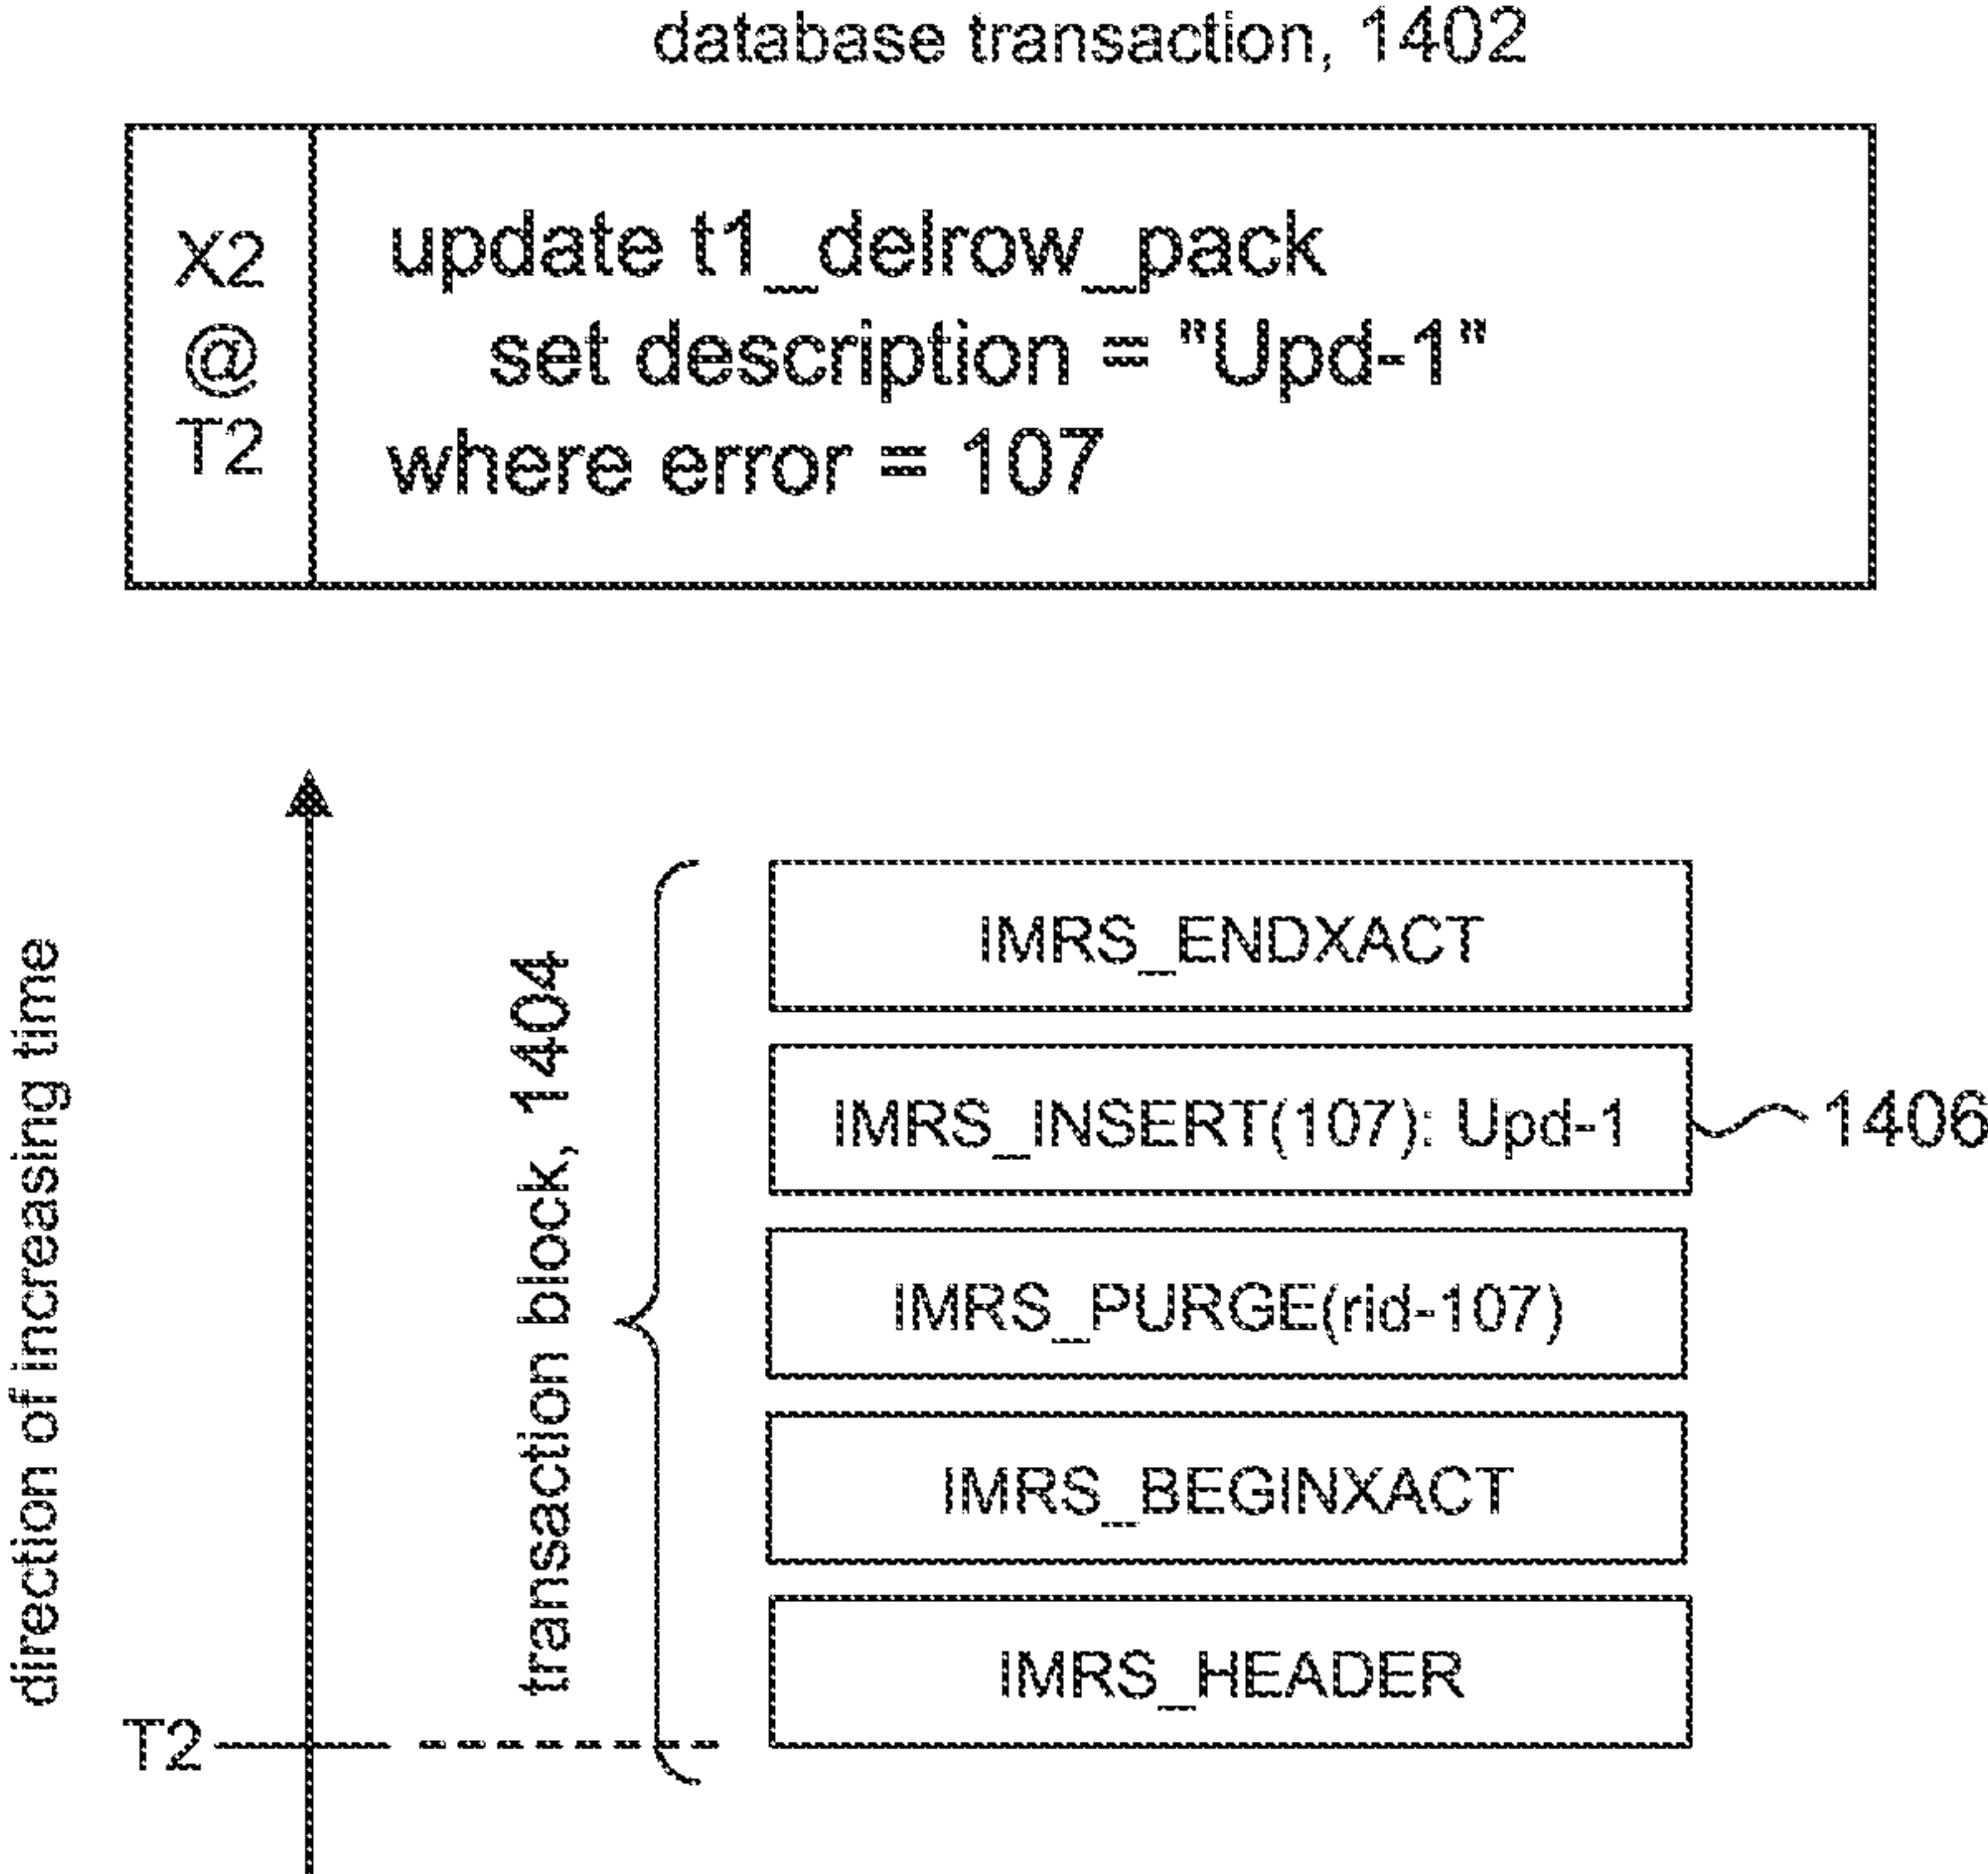 database transaction, 1402
X2
@
T2
update t1_delrow_pack
set description = "Upd-1"
where error = 107
direction of increasing time
transaction block, 1404
IMRS_ENDXACT
IMRS_INSERT(107): Upd-1
1406
IMRS_PURGE(rid-107)
IMRS_BEGINXACT
IMRS_HEADER
T2